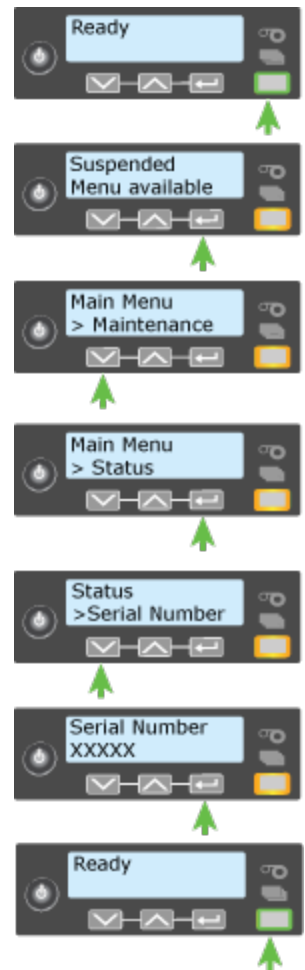 Ready
Suspended
Menu available
Main Menu
> Maintenance
Main Menu
> Status
Status
>Serial Number
Serial Number
XXXXX
Ready